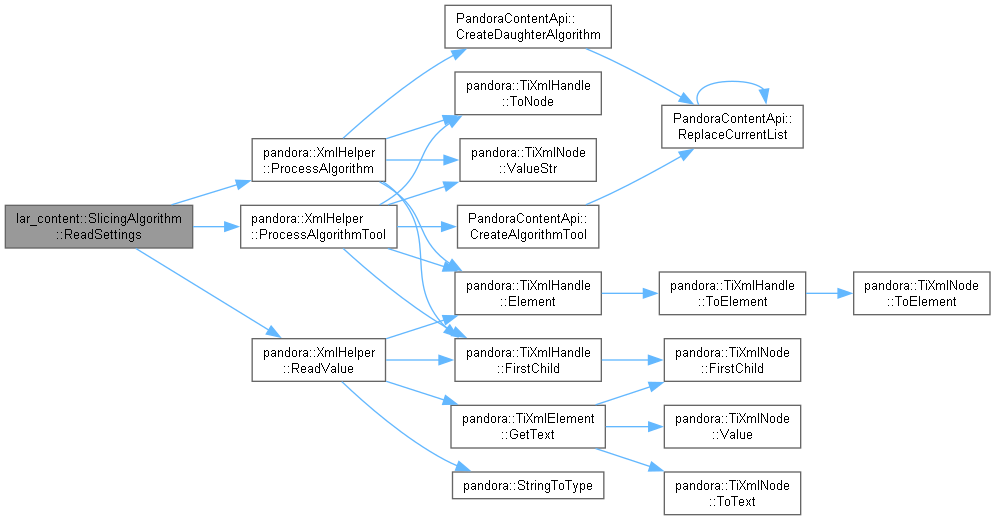 lar_content::SlicingAlgorithm
::ReadSettings
pandora::XmlHelper
::ProcessAlgorithm
pandora::XmlHelper
::ProcessAlgorithmTool
pandora::XmlHelper
::ReadValue
PandoraContentApi::
CreateDaughterAlgorithm
pandora::TiXmlHandle
::ToNode
pandora::TiXmlNode
::ValueStr
PandoraContentApi::
CreateAlgorithmTool
pandora::TiXmlHandle
::Element
pandora::TiXmlHandle
::FirstChild
pandora::TiXmlElement
::GetText
pandora::StringToType
PandoraContentApi::
ReplaceCurrentList
pandora::TiXmlHandle
::ToElement
pandora::TiXmlNode
::FirstChild
pandora::TiXmlNode
::Value
pandora::TiXmlNode
::ToText
pandora::TiXmlNode
::ToElement